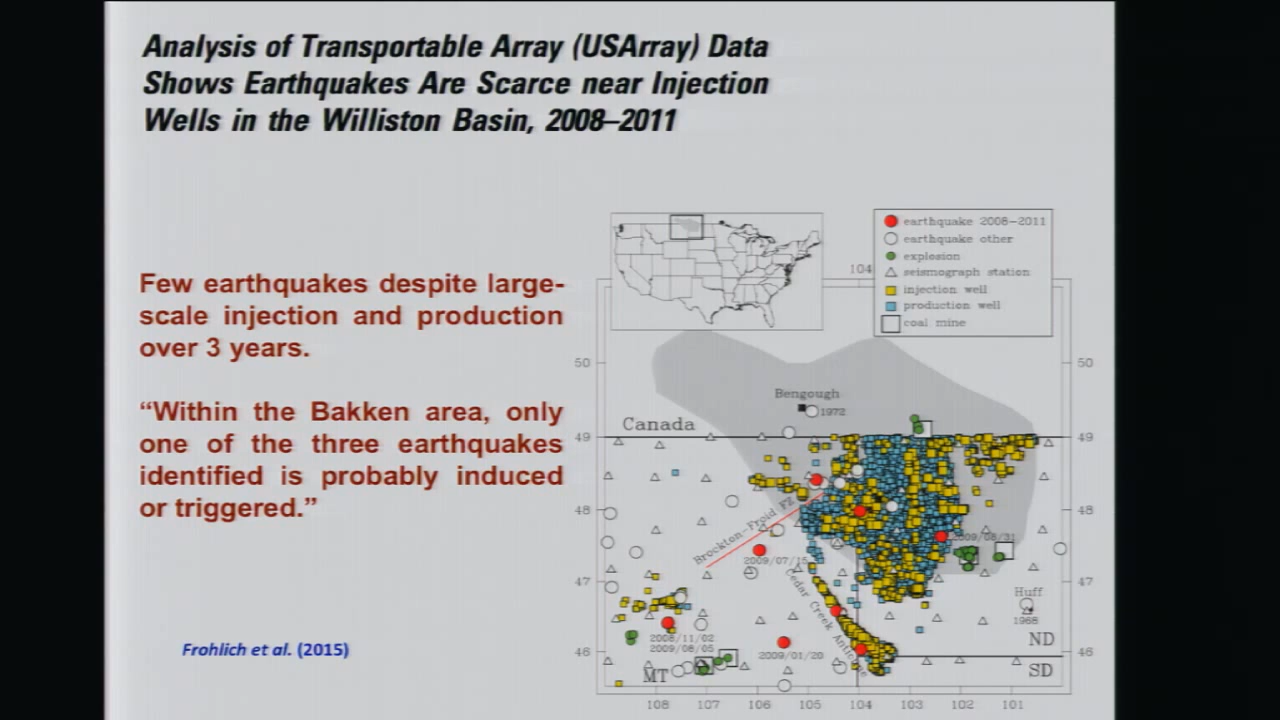 Analysis of Transportable Array (USArray) Data
Shows Earthquakes Are Scarce near Injection
Wells in the Williston Basin, 2008–2011
Few earthquakes despite large-
scale injection and production
over 3 years.
“Within the Bakken area, only
one of the three earthquakes
identified is probably induced
or triggered.”
Frohlich et al. (2015)
earthquake 2008-2011
earthquake other
explosion
seismograph station
injection well
production well
coal mine
104
50
50
Bengough
1972
Canada
49
49
48
48
Brockton-Froid FZ
2009/08/31
2009/07/15
47
47
Cedar Creek Anticline
Huff
1968
2008/11/02
2009/08/05
2009/01/20
ND
46
46
MT
SD
108 107 106 105 104 103 102 101